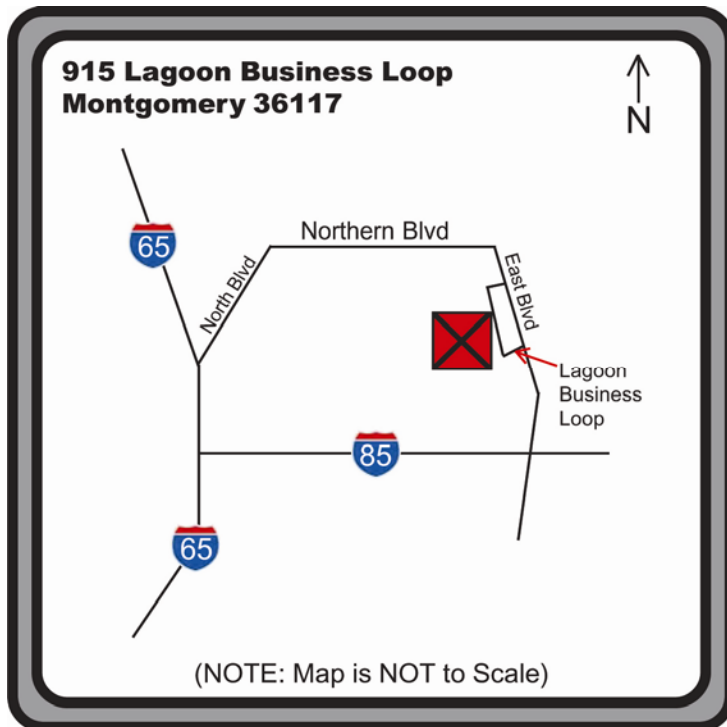 915 Lagoon Business Loop
Montgomery 36117
N
65
Northern Blvd
North Blvd
East Blvd
Lagoon
Business
Loop
85
65
(NOTE: Map is NOT to Scale)